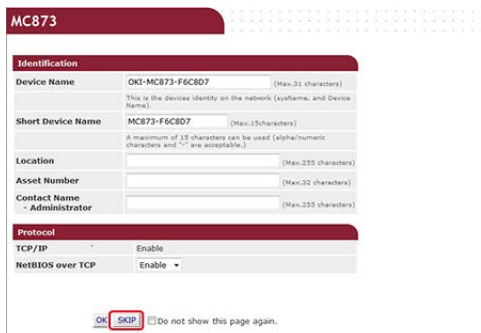 MC873
Identification
Device Name OKI-MC873-F6C8D7 (Max.31 characters)
This is the devices identity on the network (sysName, and Device
Name).
Short Device Name MC873-F6C8D7 (Max.15characters)
A maximum of 15 characters can be used (alpha/numeric
characters and "-" are acceptable.)
Location (Max.255 characters)
Asset Number (Max.32 characters)
Contact Name
- Administrator (Max.255 characters)
Protocol
TCP/IP Enable
NetBIOS over TCP Enable
OK SKIP Do not show this page again.